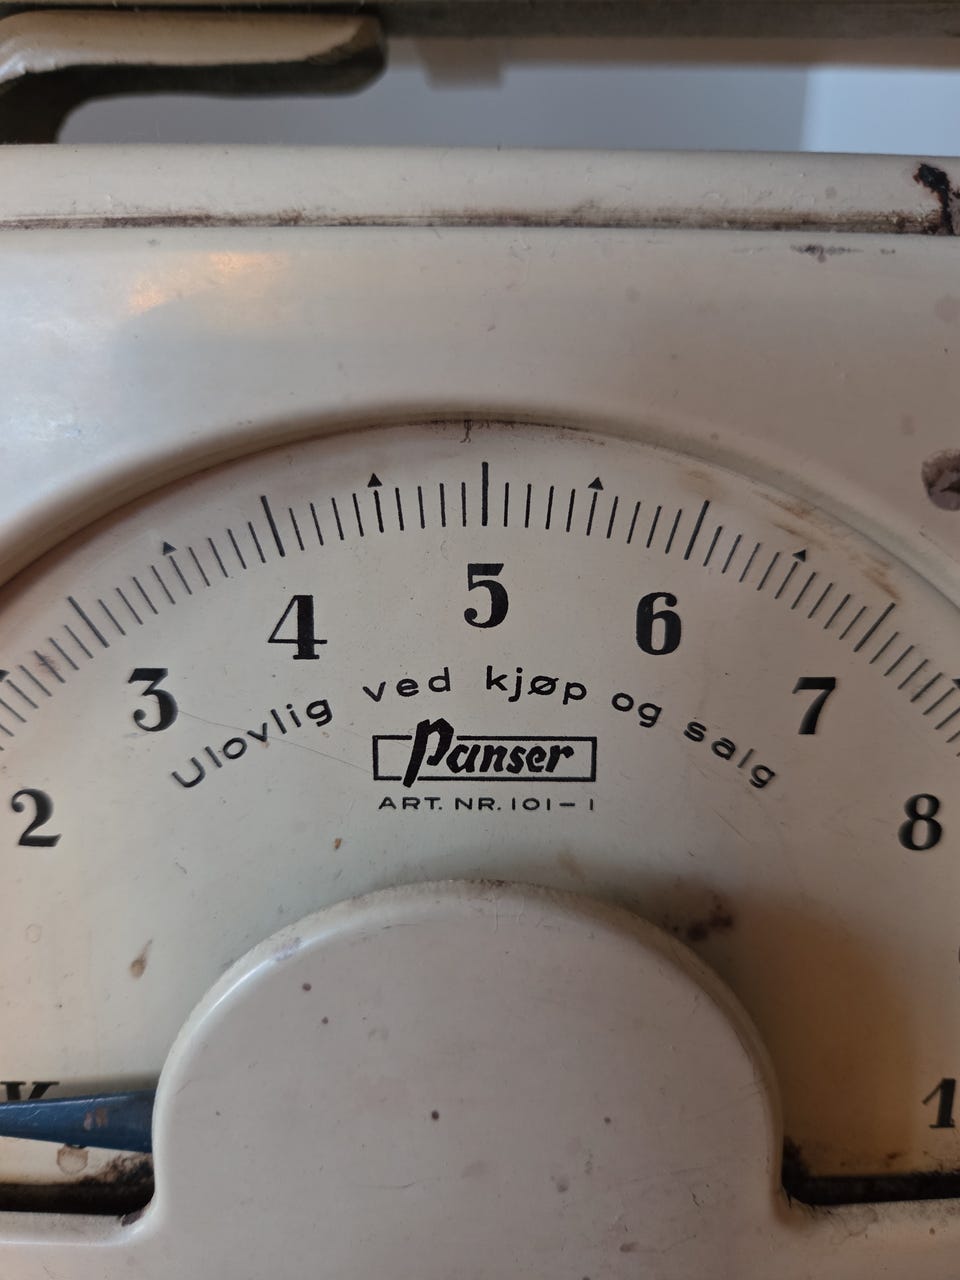 2 3 4 5 6 7 8
Ulovlig ved kjøp og salg
Panser
ART. NR. 101-1
K